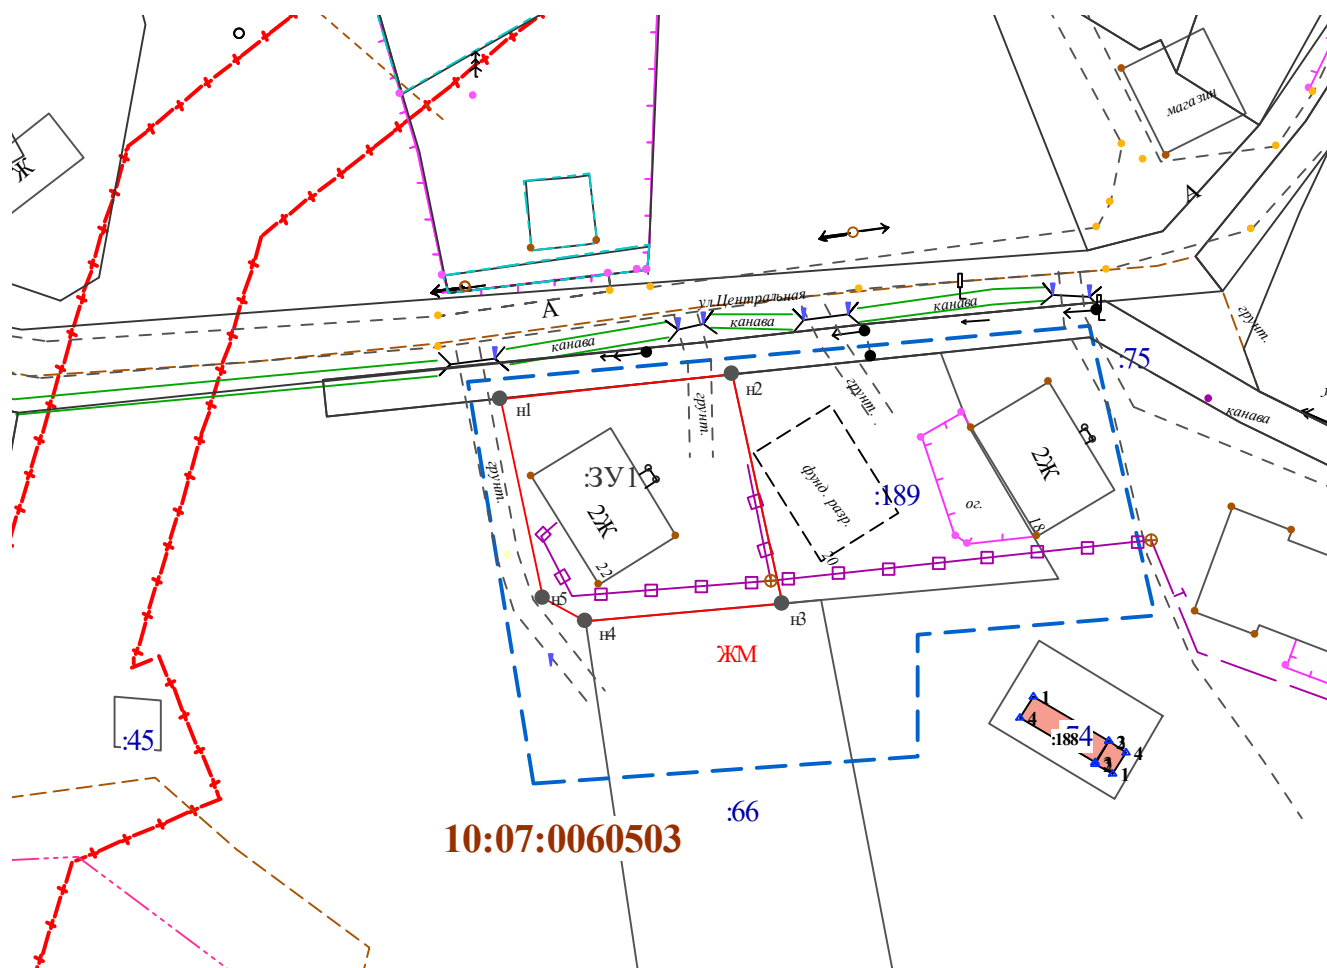 магазин
Ж
А
А
ул.Центральная
канава
канава
канава
грунт.
:75
канава
н1
н2
грунт.
грунт.
:ЗУ1
грунт.
2Ж
22
фунд. разр.
20
:189
ог.
2Ж
18
н5
н4
н3
ЖМ
:45
1
4
:188
74
3
2
4
1
:66
10:07:0060503